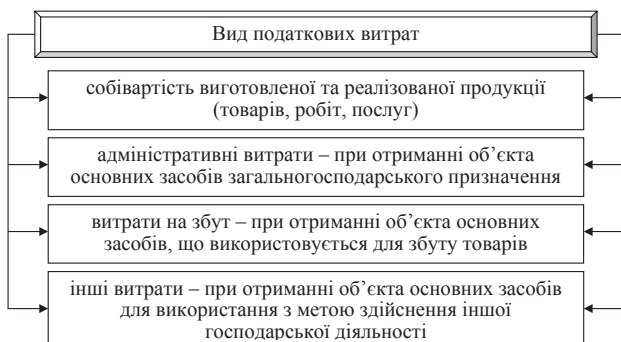 Вид податкових витрат
собівартість виготовленої та реалізованої продукції
(товарів, робіт, послуг)
адміністративні витрати – при отриманні об’єкта
основних засобів загальногосподарського призначення
витрати на збут – при отриманні об’єкта основних
засобів, що використовується для збуту товарів
інші витрати – при отриманні об’єкта основних засобів
для використання з метою здійснення іншої
господарської діяльності